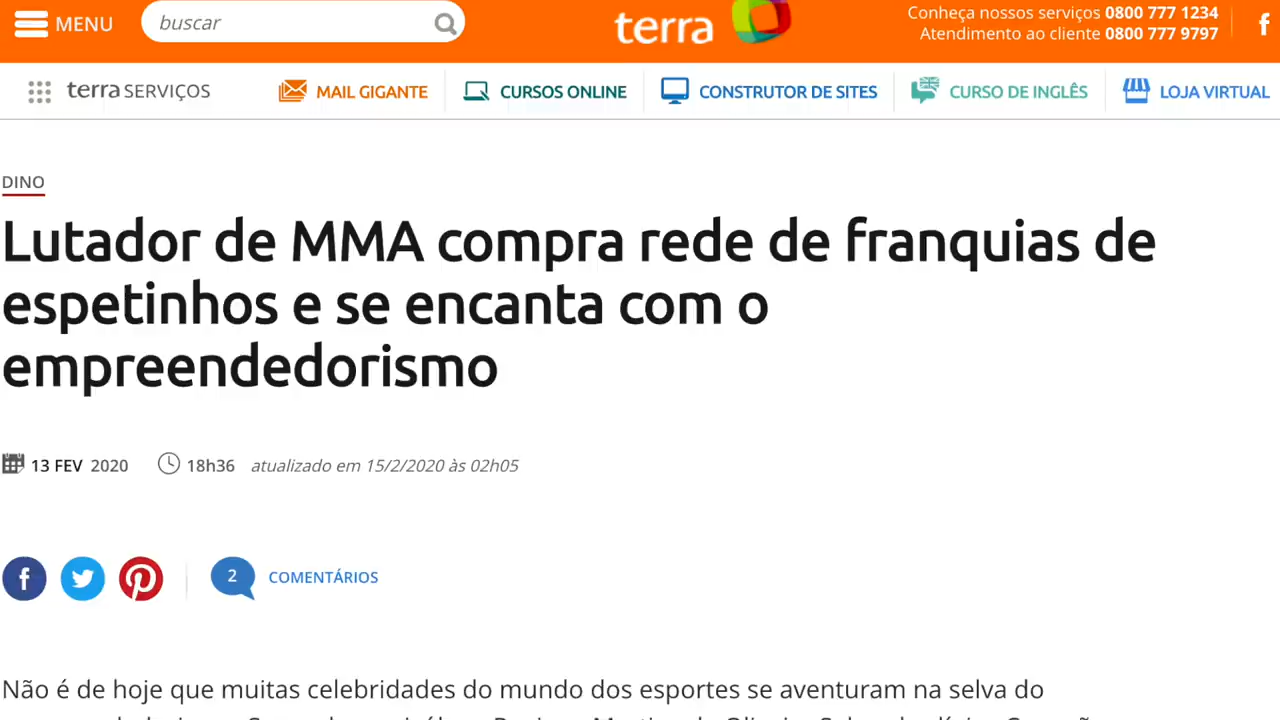 MENU
buscar
terra
Conheça nossos serviços 0800 777 1234
Atendimento ao cliente 0800 777 9797
f
terra SERVIÇOS
MAIL GIGANTE
CURSOS ONLINE
CONSTRUTOR DE SITES
CURSO DE INGLÊS
LOJA VIRTUAL
DINO
Lutador de MMA compra rede de franquias de
espetinhos e se encanta com o
empreendedorismo
13 FEV 2020 18h36 atualizado em 15/2/2020 às 02h05
2 COMENTÁRIOS
Não é de hoje que muitas celebridades do mundo dos esportes se aventuram na selva do